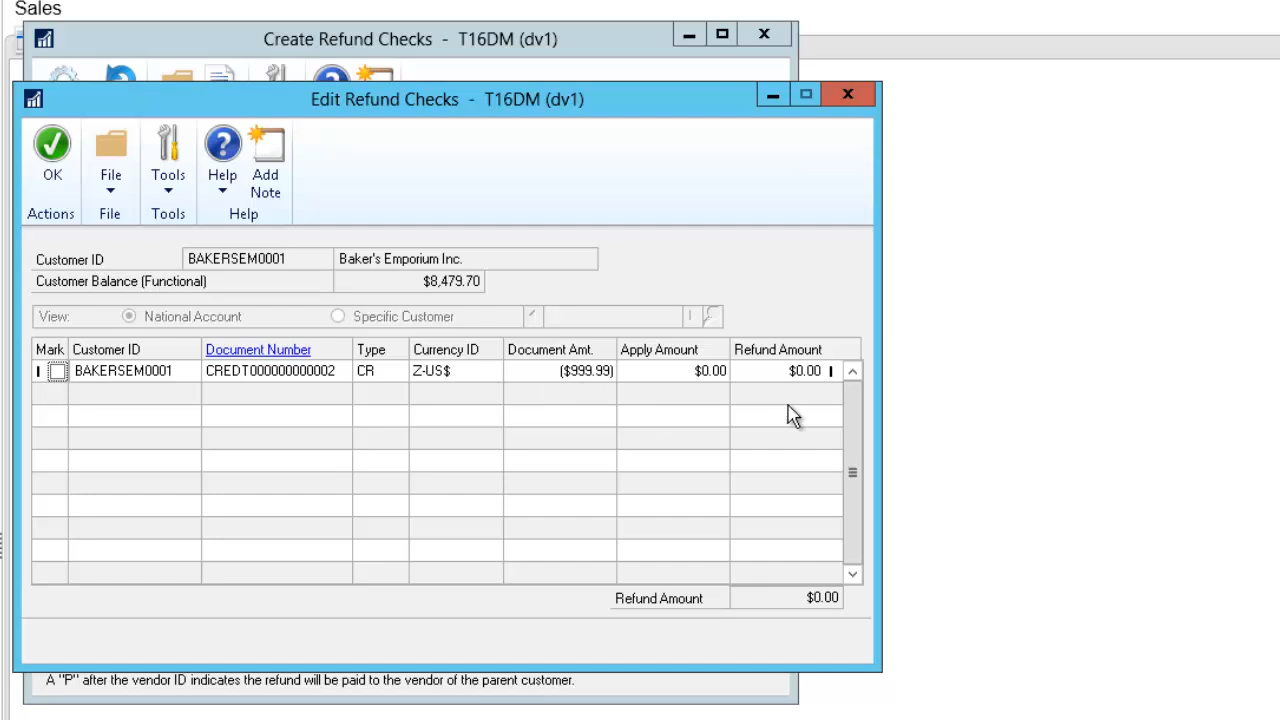 Sales
Create Refund Checks - T16DM (dv1)
Edit Refund Checks - T16DM (dv1)
OK File Tools Help Add Note
Actions File Tools Help
Customer ID BAKERSEM0001 Baker's Emporium Inc.
Customer Balance (Functional) $8,479.70
View: National Account Specific Customer
Mark Customer ID Document Number Type Currency ID Document Amt. Apply Amount Refund Amount
BAKERSEM0001 CREDT000000000002 CR Z-US$ ($999.99) $0.00 $0.00
Refund Amount $0.00
A "P" after the vendor ID indicates the refund will be paid to the vendor of the parent customer.